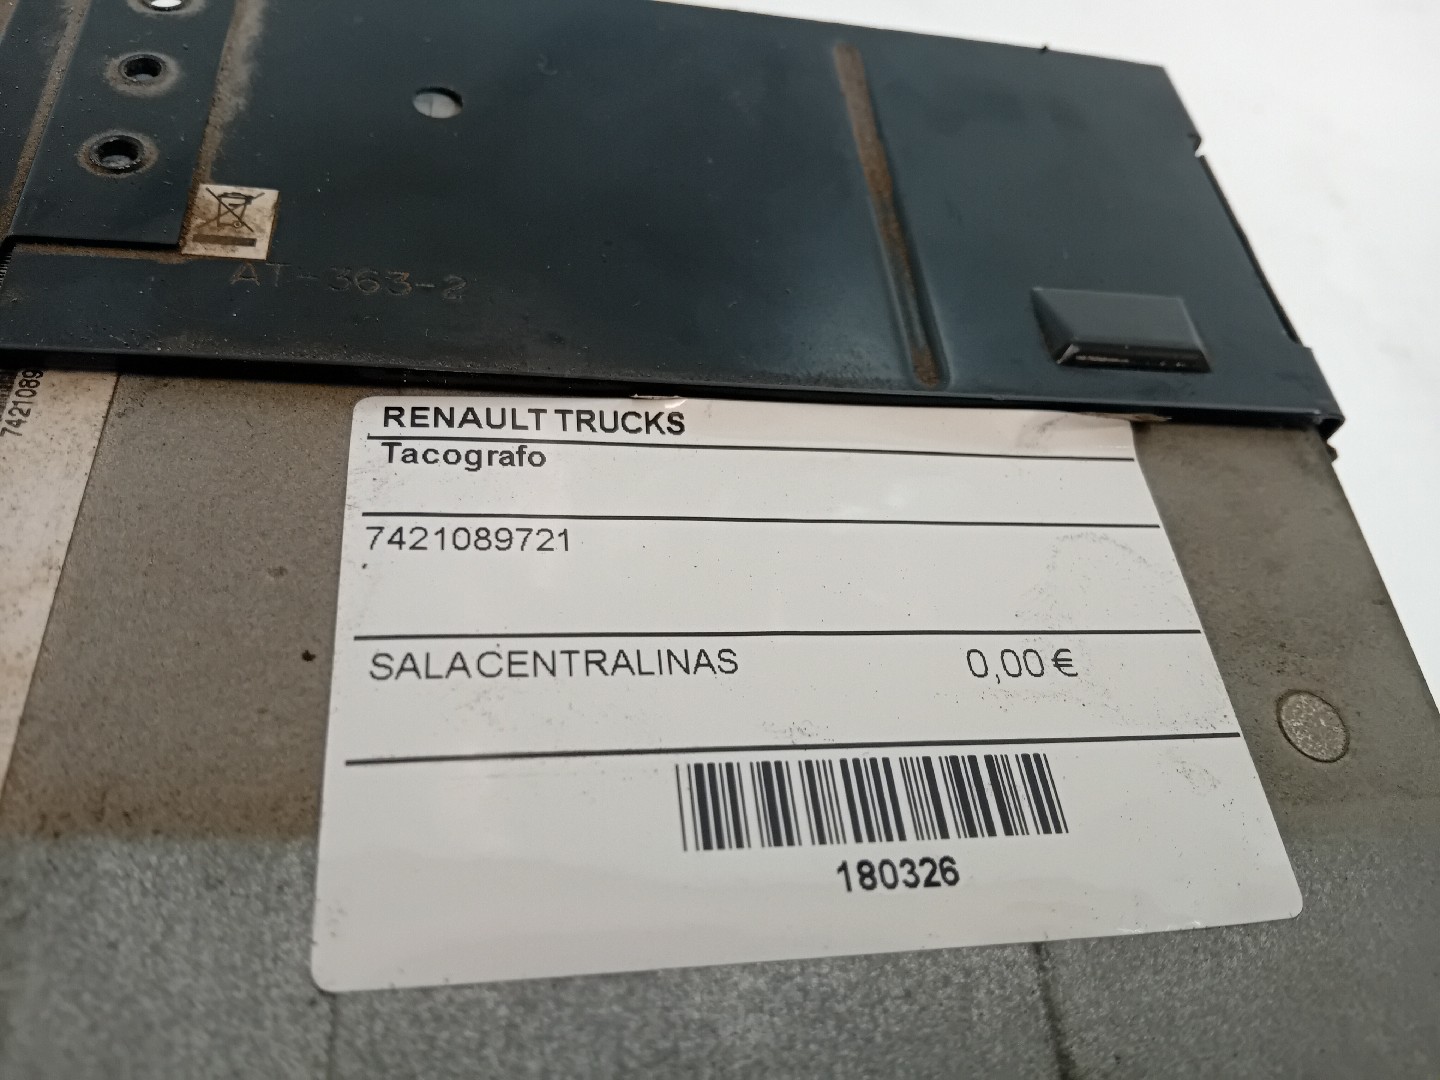 AT-363-2
7421089
RENAULT TRUCKS
Tacografo
7421089721
SALACENTRALINAS 0,00 €
180326